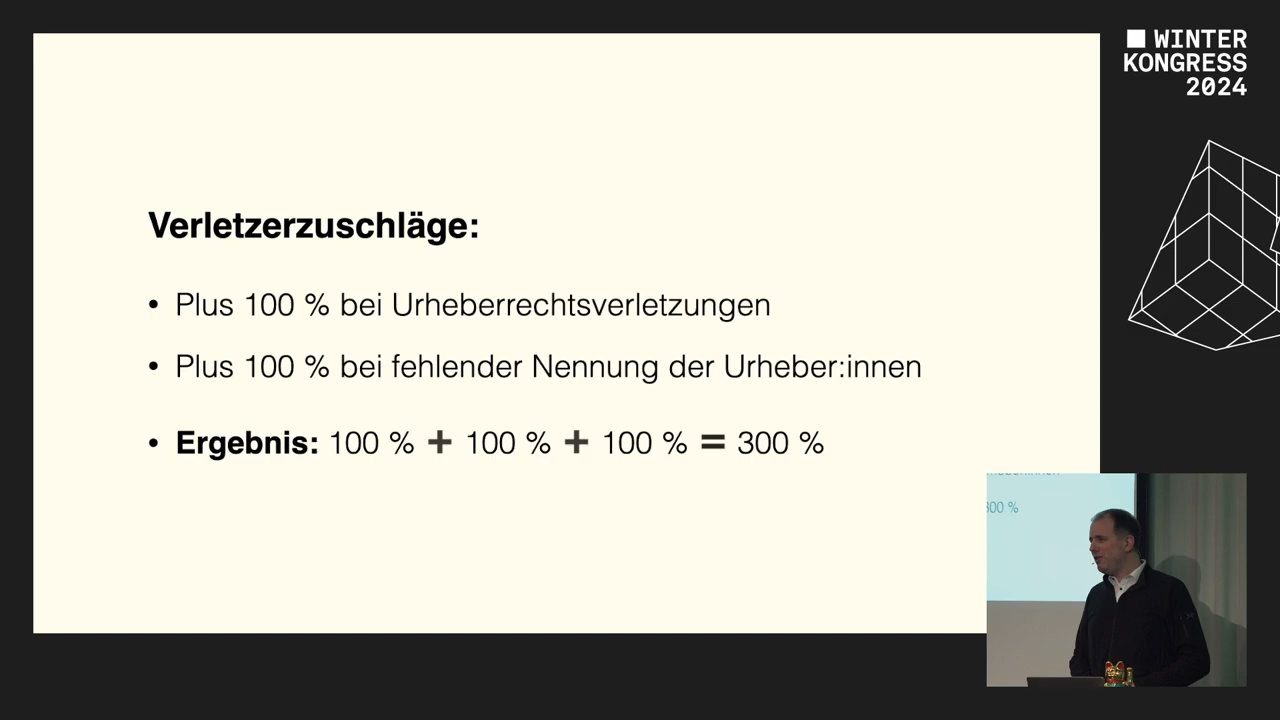 WINTER
KONGRESS
2024
Verletzerzuschläge:
• Plus 100 % bei Urheberrechtsverletzungen
• Plus 100 % bei fehlender Nennung der Urheber:innen
• Ergebnis: 100 % + 100 % + 100 % = 300 %
300 %